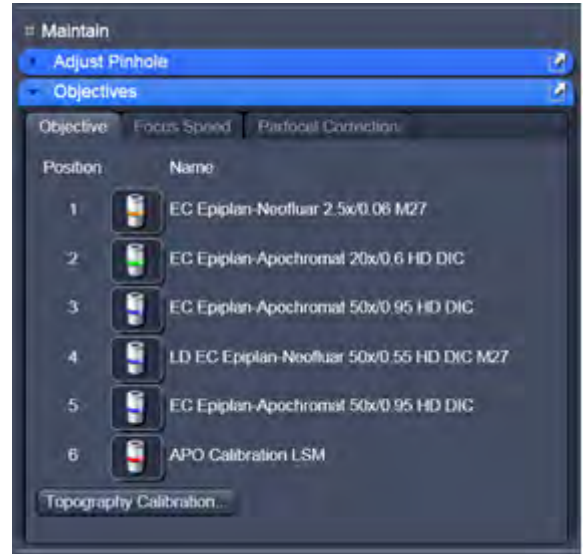 Maintain
Adjust Pinhole
Objectives
Objective Focus Speed Parfocal Correction
Position Name
1 EC Epiplan-Neofluar 2.5x/0.06 M27
2 EC Epiplan-Apochromat 20x/0.6 HD DIC
3 EC Epiplan-Apochromat 50x/0.95 HD DIC
4 LD EC Epiplan-Neofluar 50x/0.55 HD DIC M27
5 EC Epiplan-Apochromat 50x/0.95 HD DIC
6 APO Calibration LSM
Topography Calibration...